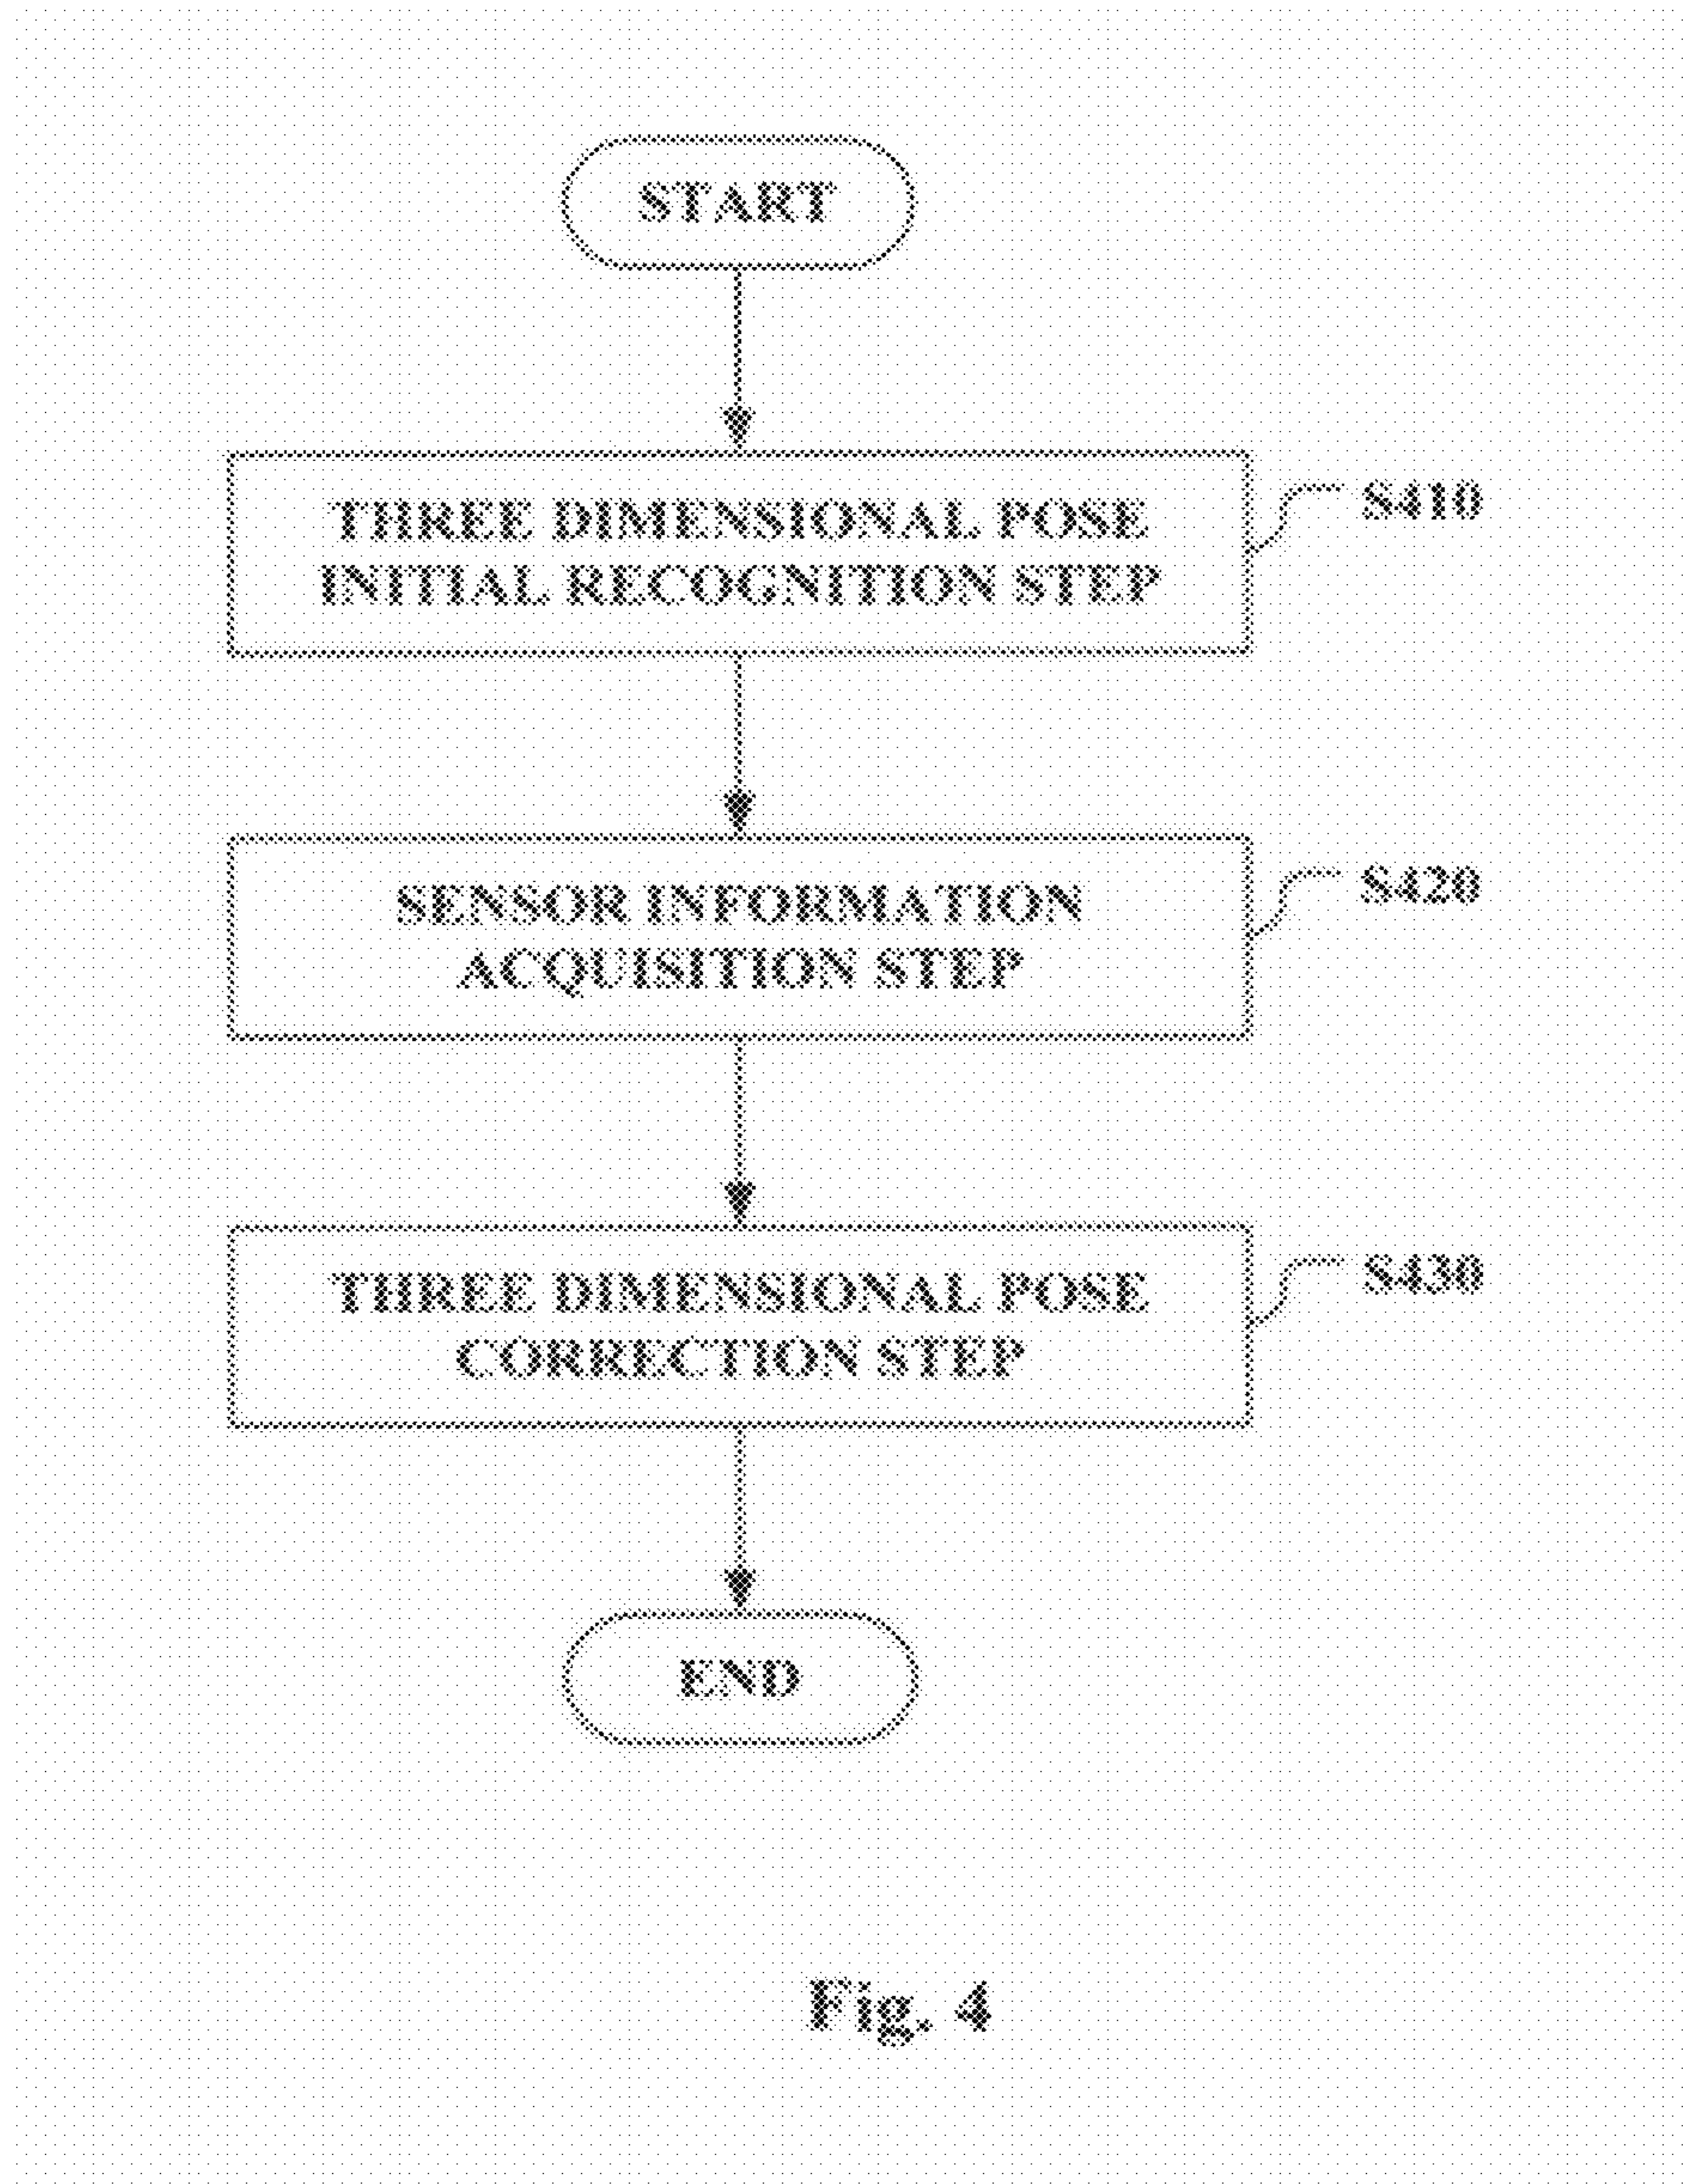 START
THREE DIMENSIONAL POSE
INITIAL RECOGNITION STEP
S410
SENSOR INFORMATION
ACQUISITION STEP
S420
THREE DIMENSIONAL POSE
CORRECTION STEP
S430
END
Fig. 4